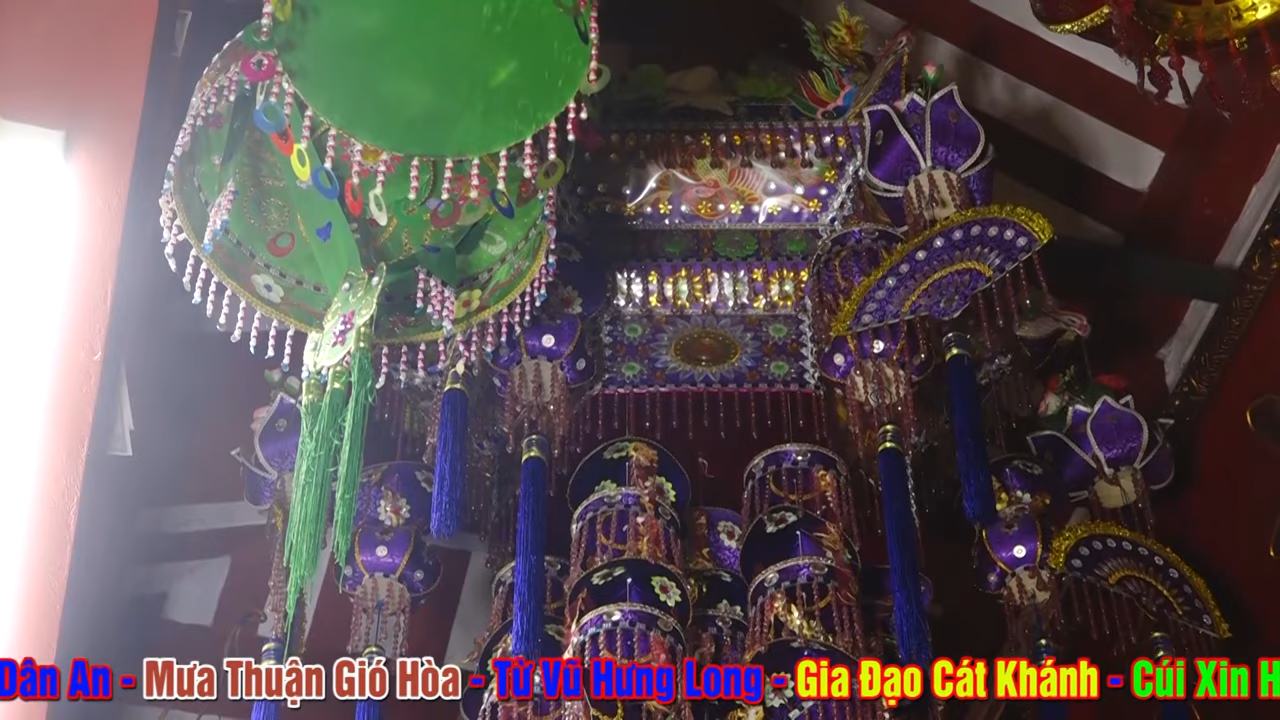 Dân An - Mưa Thuận Gió Hòa - Từ Vũ Hưng Long - Gia Đạo Cát Khánh - Cúi Xin H